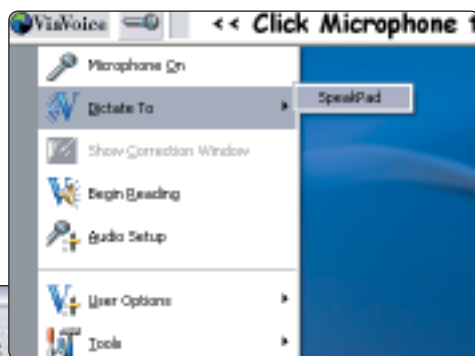 ViaVoice << Click Microphone
Microphone On
Dictate To SpeakPad
Show Correction Window
Begin Reading
Audio Setup
User Options
Tools